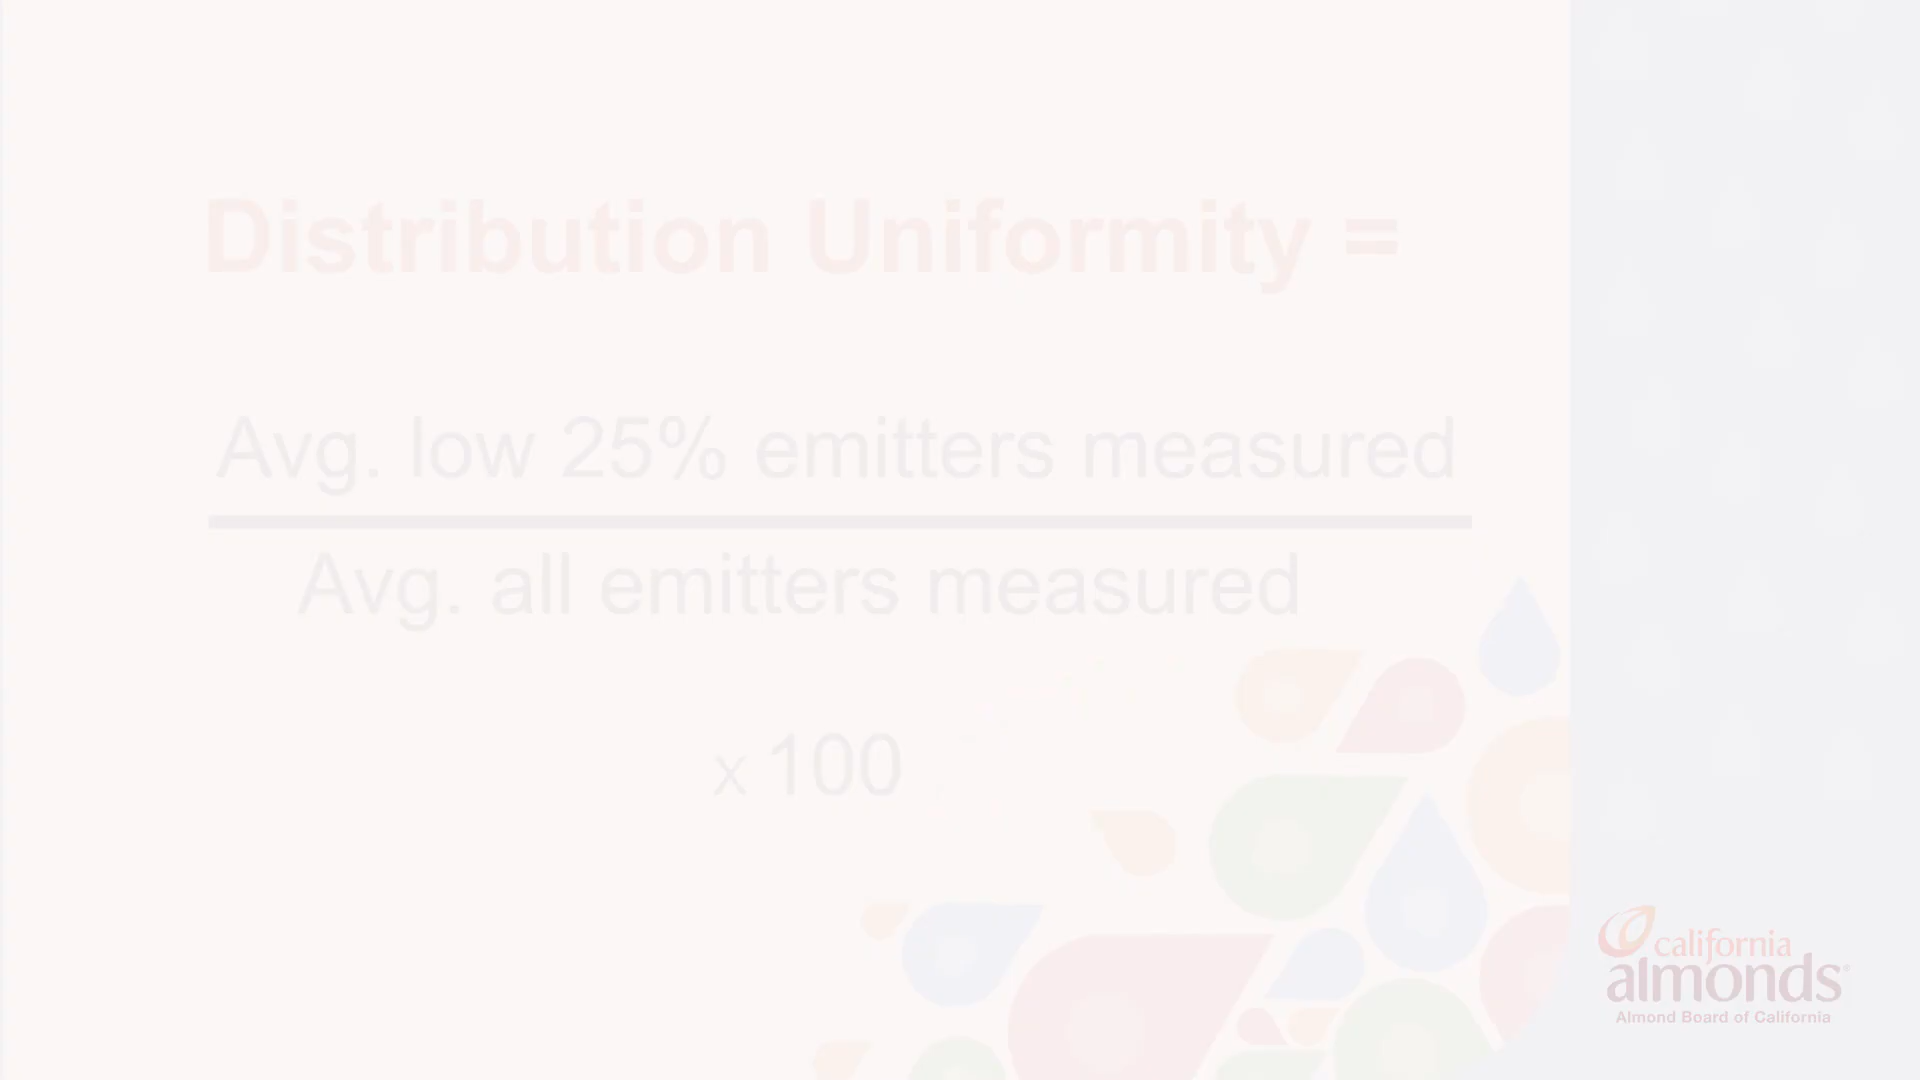 Distribution Uniformity =
Avg. low 25% emitters measured
Avg. all emitters measured
x 100
california
almonds®
Almond Board of California